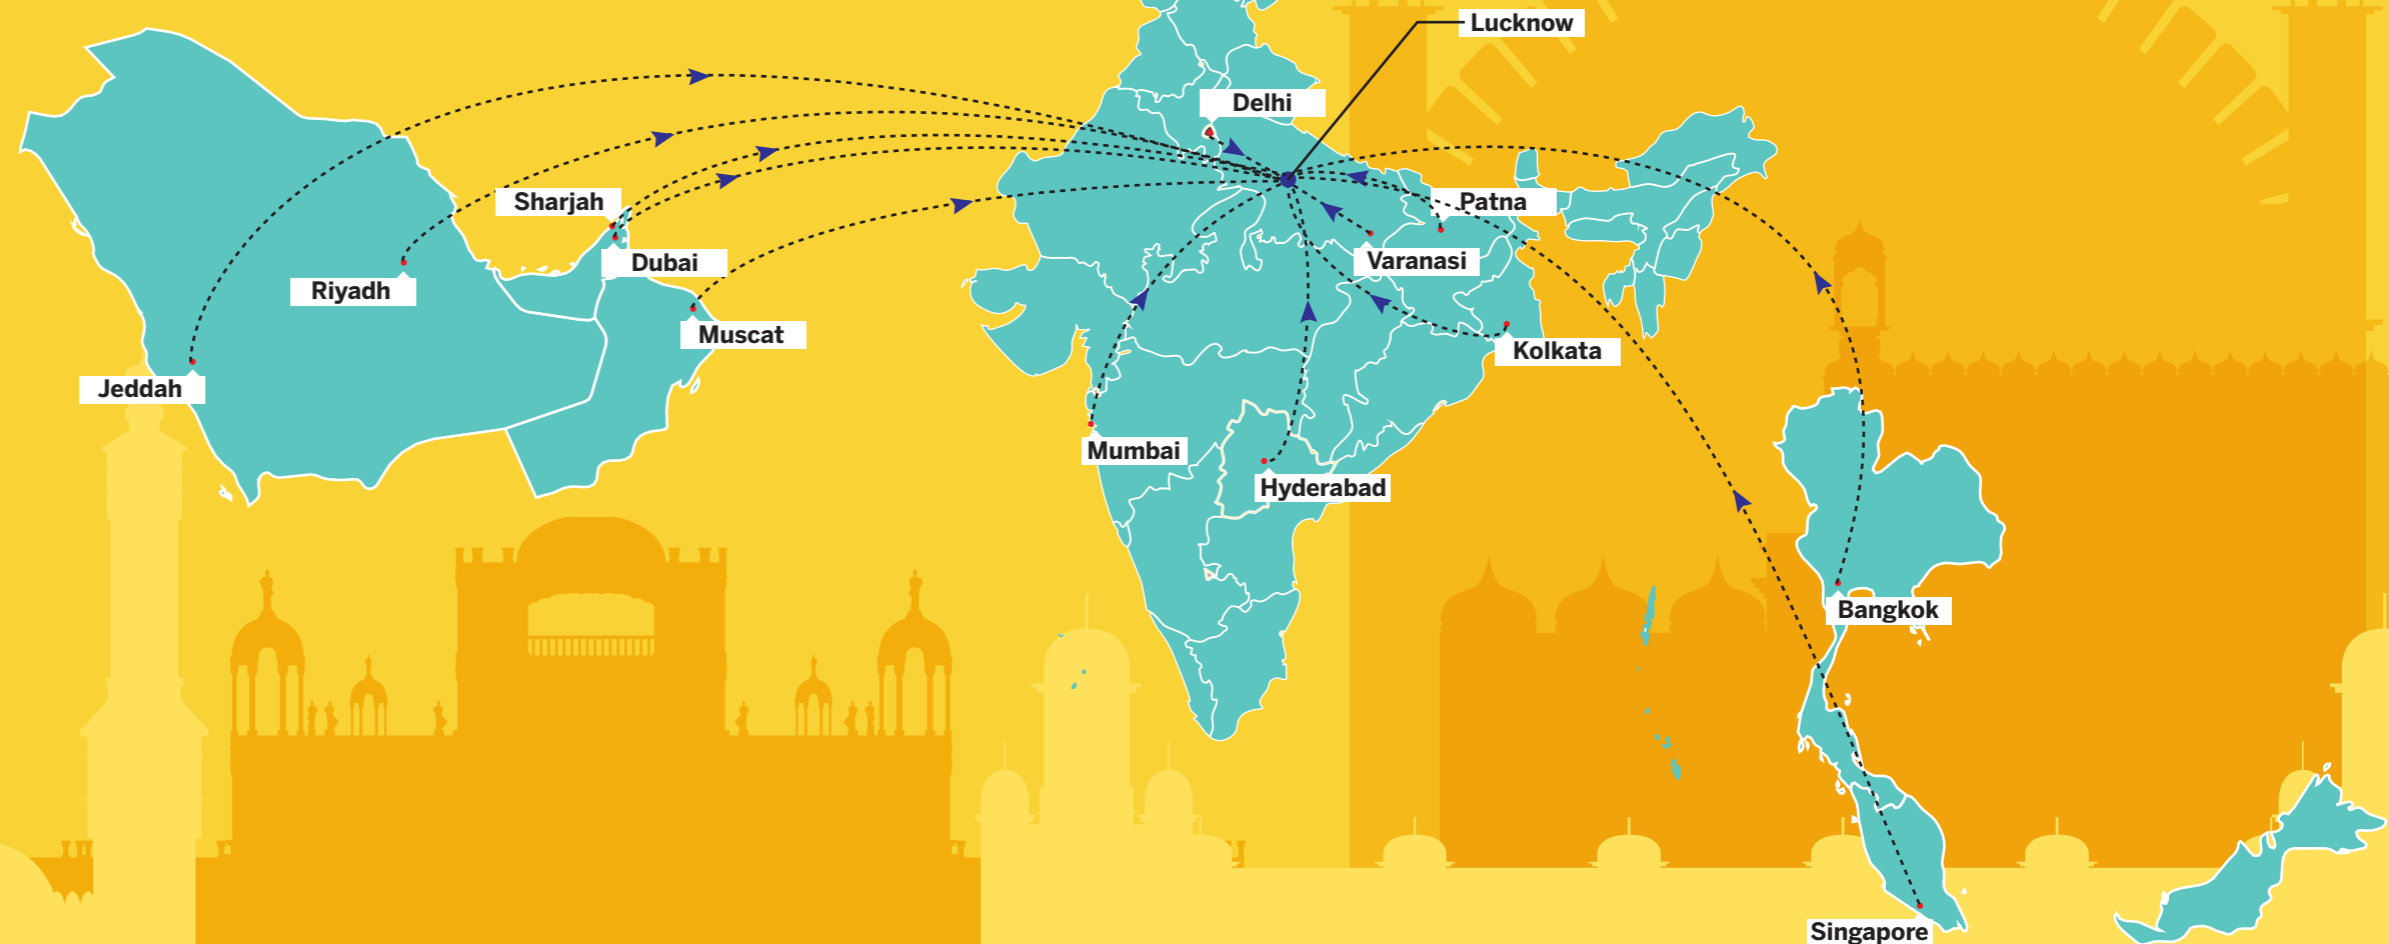 Lucknow
Delhi
Sharjah
Patna
Dubai
Varanasi
Riyadh
Muscat
Kolkata
Jeddah
Mumbai
Hyderabad
Bangkok
Singapore